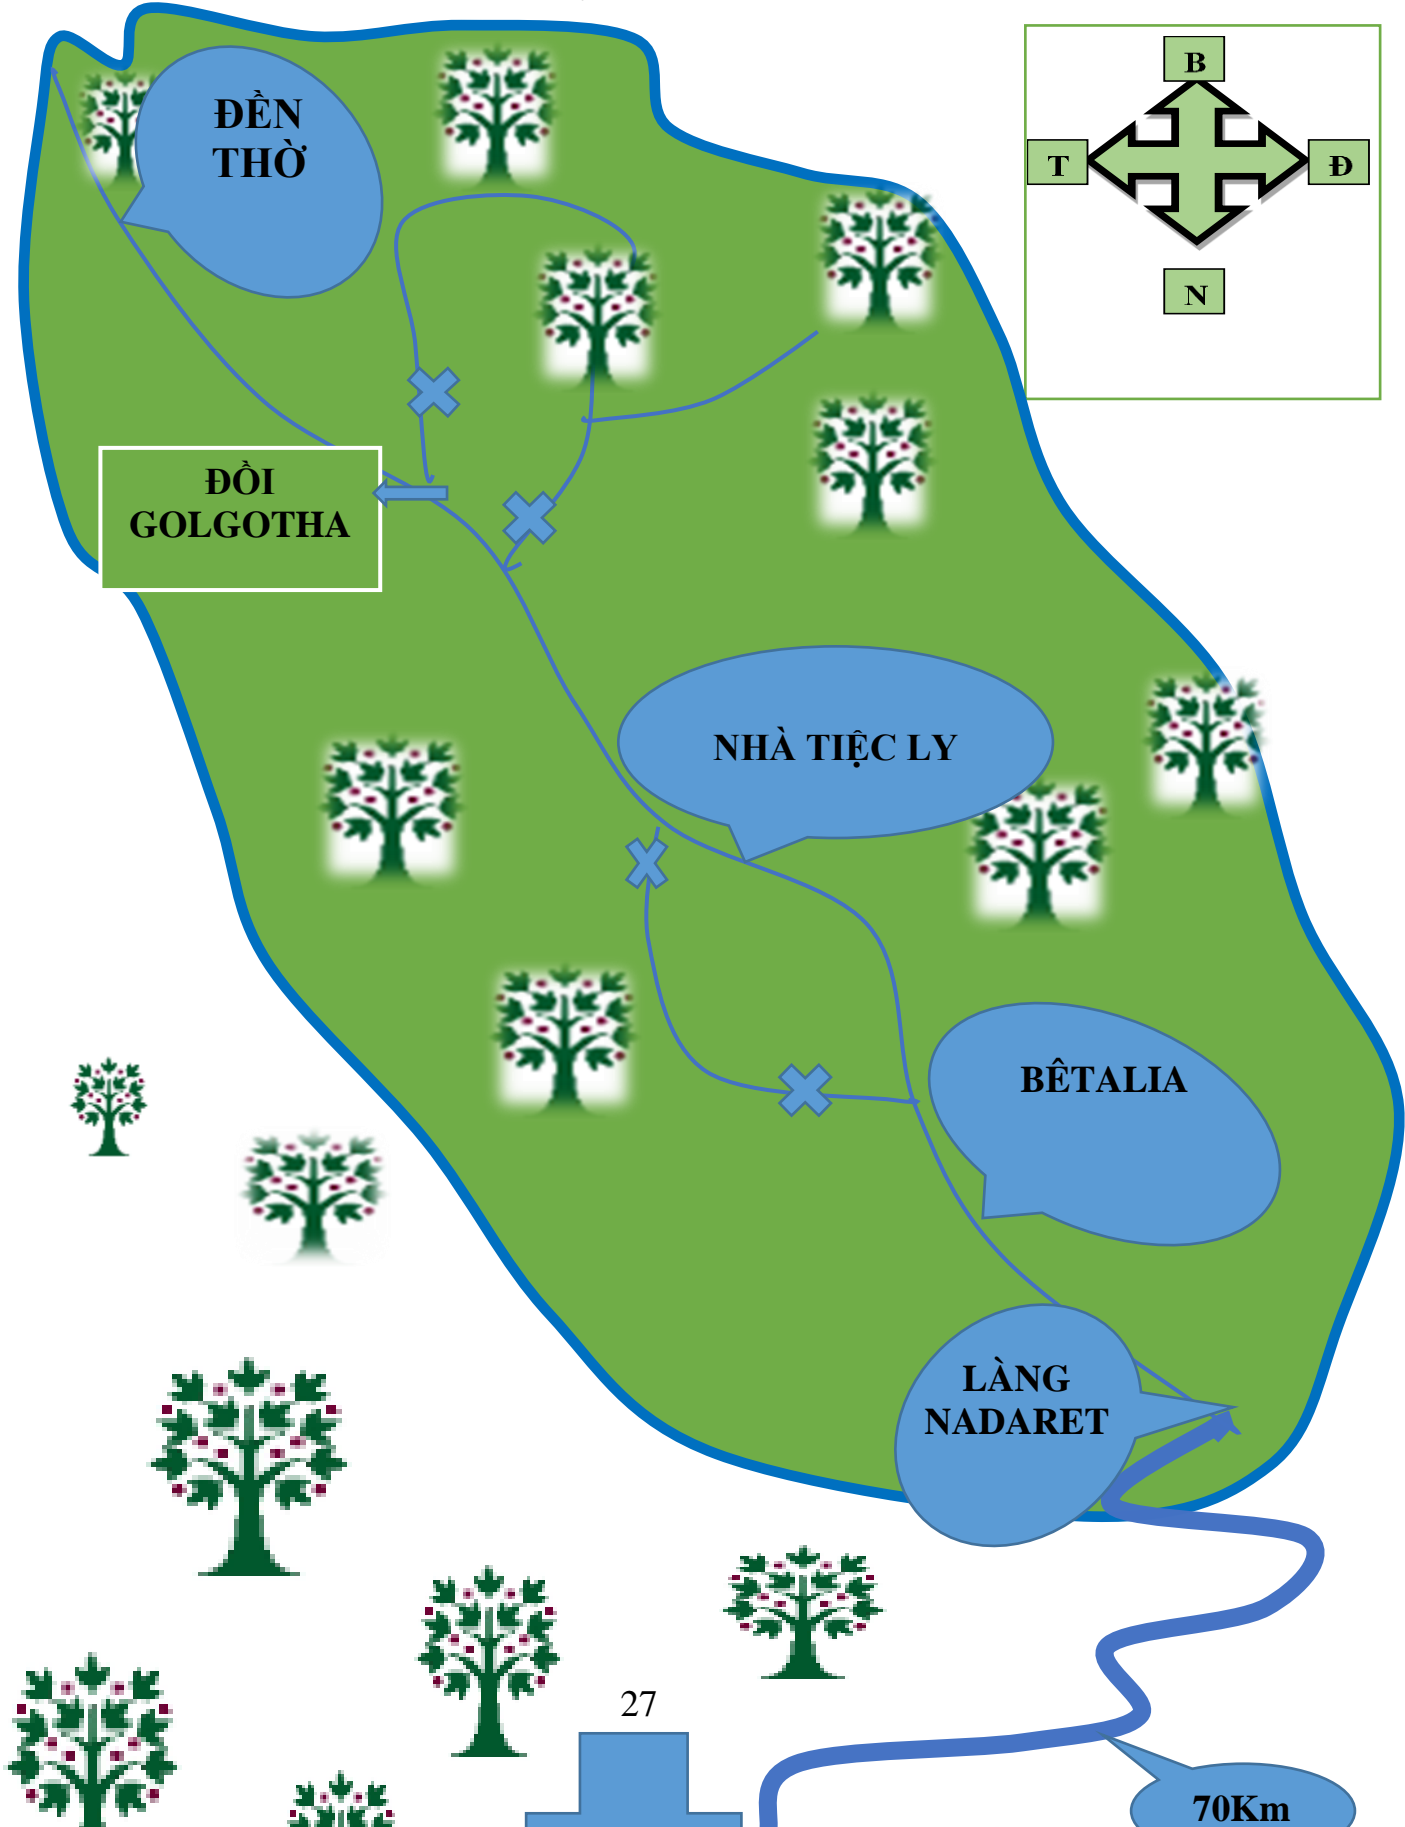 ĐỀN
THỜ
B
T
Đ
N
ĐỒI
GOLGOTHA
NHÀ TIỆC LY
BÊTALIA
LÀNG
NADARET
27
70Km